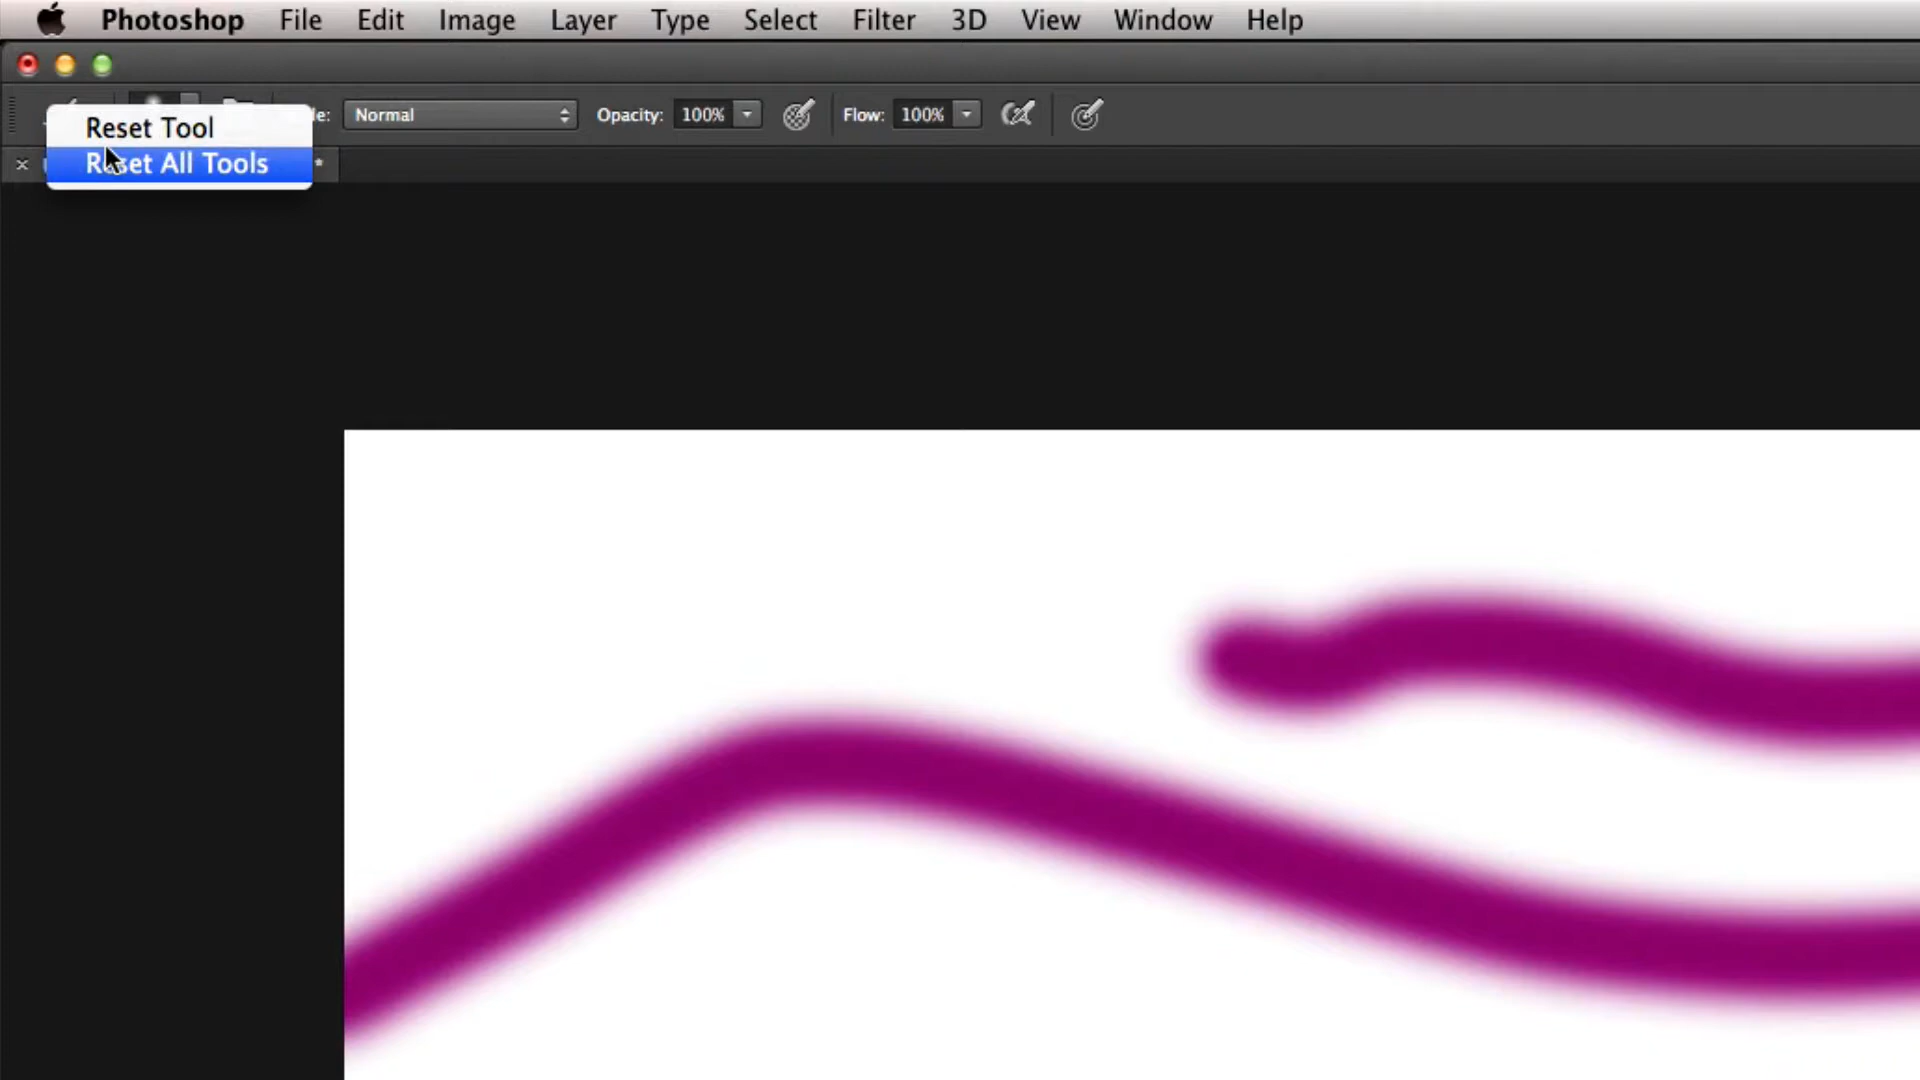 Photoshop File Edit Image Layer Type Select Filter 3D View Window Help
Reset Tool
Normal Opacity: 100% Flow: 100%
Reset All Tools *